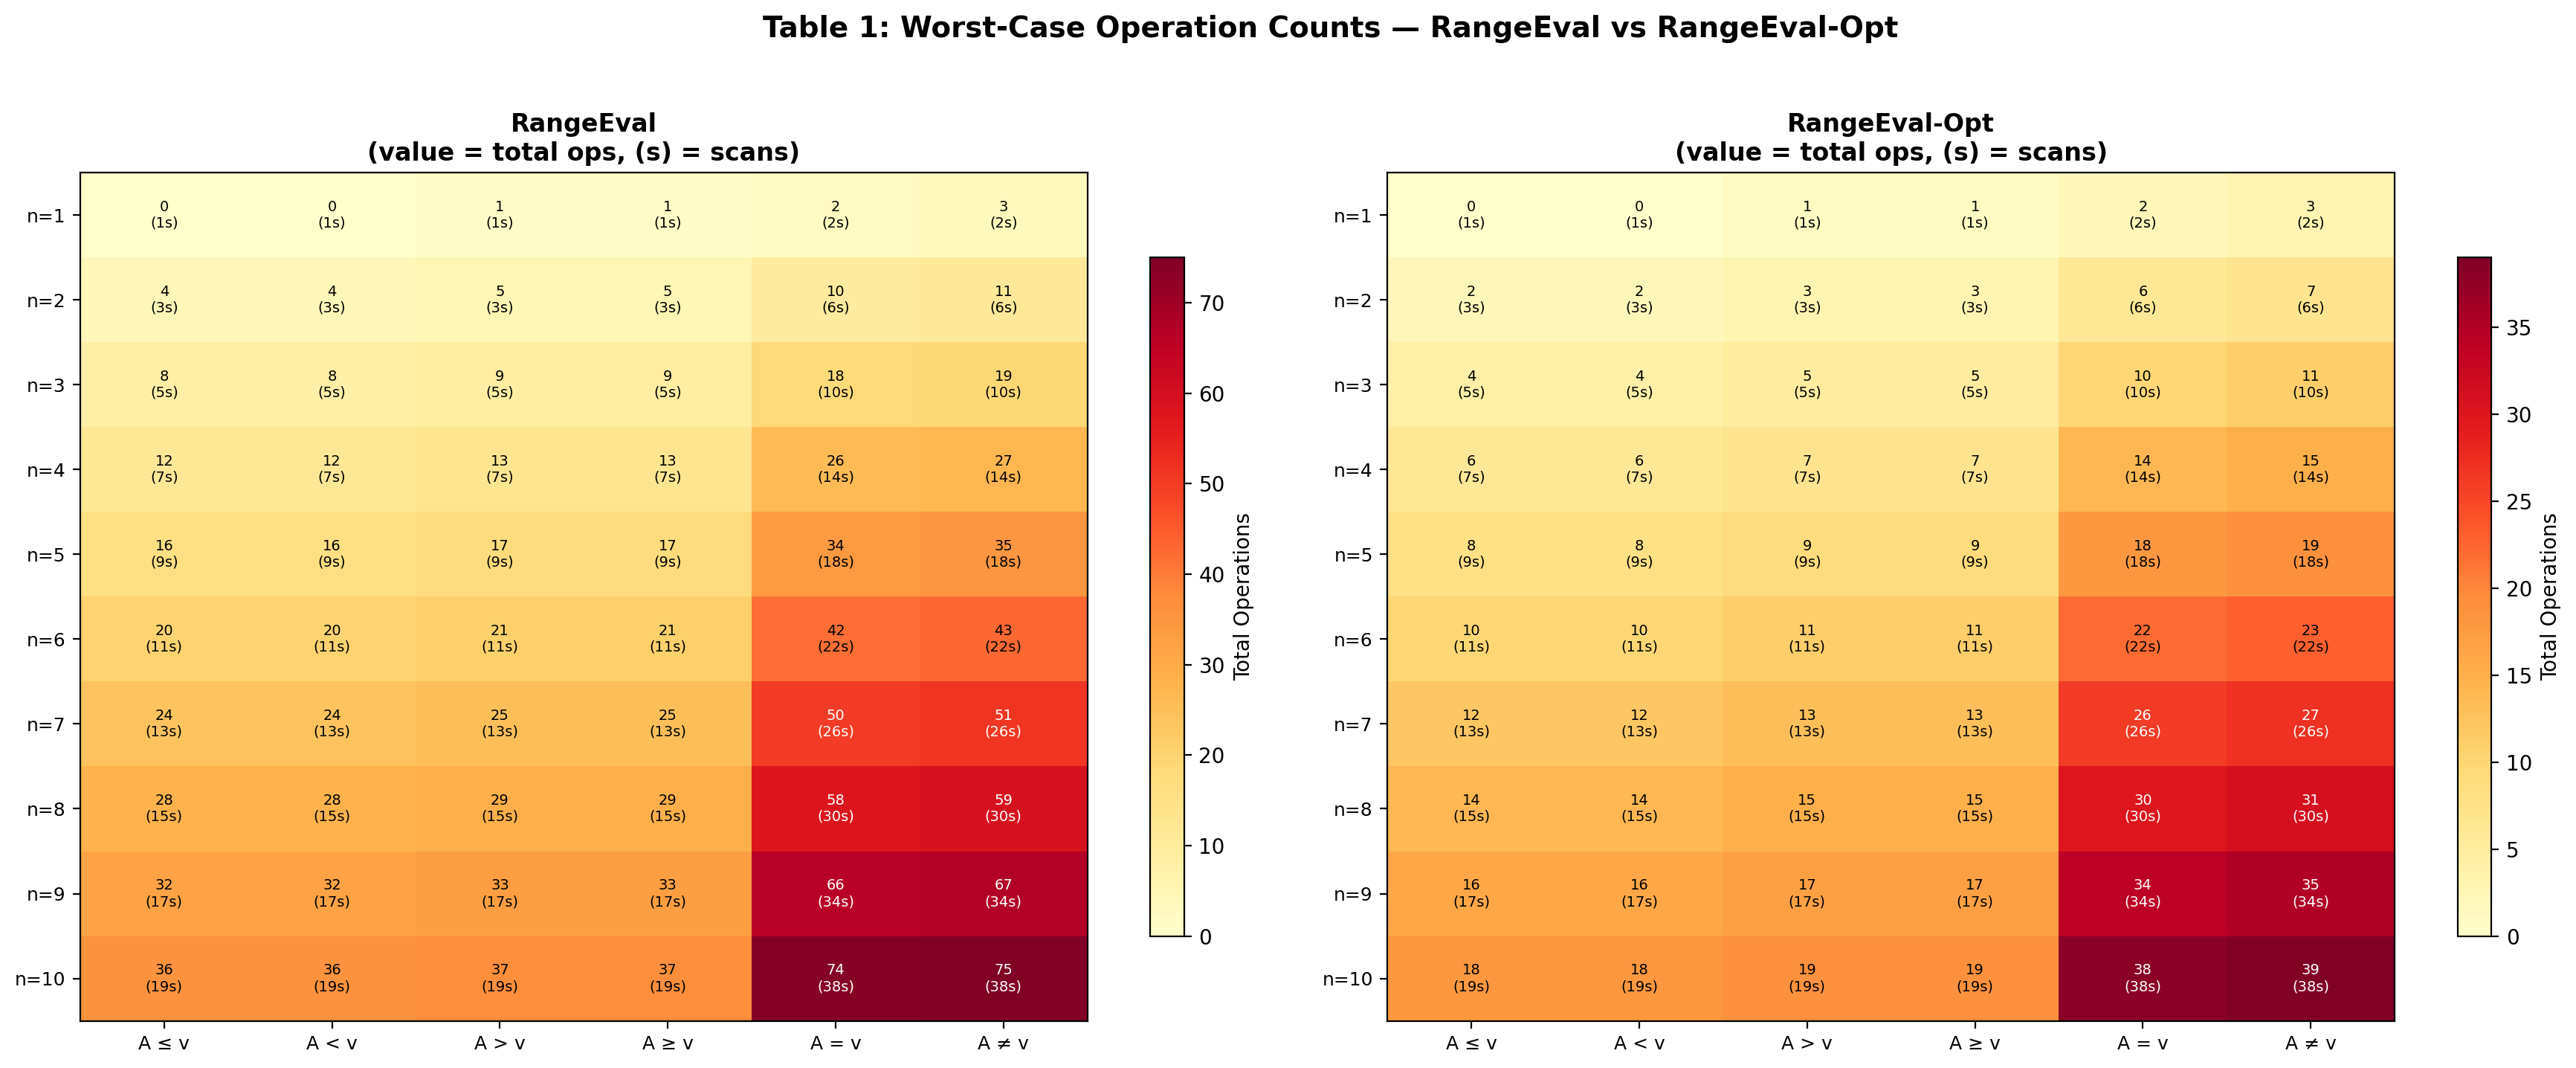 Table 1: Worst-Case Operation Counts — RangeEval vs RangeEval-Opt
RangeEval
(value = total ops, (s) = scans)
n=1
0 0 1 1 2 3
(1s) (1s) (1s) (1s) (2s) (2s)
n=2
4 4 5 5 10 11
(3s) (3s) (3s) (3s) (6s) (6s)
n=3
8 8 9 9 18 19
(5s) (5s) (5s) (5s) (10s) (10s)
n=4
12 12 13 13 26 27
(7s) (7s) (7s) (7s) (14s) (14s)
n=5
16 16 17 17 34 35
(9s) (9s) (9s) (9s) (18s) (18s)
n=6
20 20 21 21 42 43
(11s) (11s) (11s) (11s) (22s) (22s)
n=7
24 24 25 25 50 51
(13s) (13s) (13s) (13s) (26s) (26s)
n=8
28 28 29 29 58 59
(15s) (15s) (15s) (15s) (30s) (30s)
n=9
32 32 33 33 66 67
(17s) (17s) (17s) (17s) (34s) (34s)
n=10
36 36 37 37 74 75
(19s) (19s) (19s) (19s) (38s) (38s)
A ≤ v A < v A > v A ≥ v A = v A ≠ v
70
60
50
40
30
20
10
0
Total Operations
RangeEval-Opt
(value = total ops, (s) = scans)
n=1
0 0 1 1 2 3
(1s) (1s) (1s) (1s) (2s) (2s)
n=2
2 2 3 3 6 7
(3s) (3s) (3s) (3s) (6s) (6s)
n=3
4 4 5 5 10 11
(5s) (5s) (5s) (5s) (10s) (10s)
n=4
6 6 7 7 14 15
(7s) (7s) (7s) (7s) (14s) (14s)
n=5
8 8 9 9 18 19
(9s) (9s) (9s) (9s) (18s) (18s)
n=6
10 10 11 11 22 23
(11s) (11s) (11s) (11s) (22s) (22s)
n=7
12 12 13 13 26 27
(13s) (13s) (13s) (13s) (26s) (26s)
n=8
14 14 15 15 30 31
(15s) (15s) (15s) (15s) (30s) (30s)
n=9
16 16 17 17 34 35
(17s) (17s) (17s) (17s) (34s) (34s)
n=10
18 18 19 19 38 39
(19s) (19s) (19s) (19s) (38s) (38s)
A ≤ v A < v A > v A ≥ v A = v A ≠ v
35
30
25
20
15
10
5
0
Total Operations